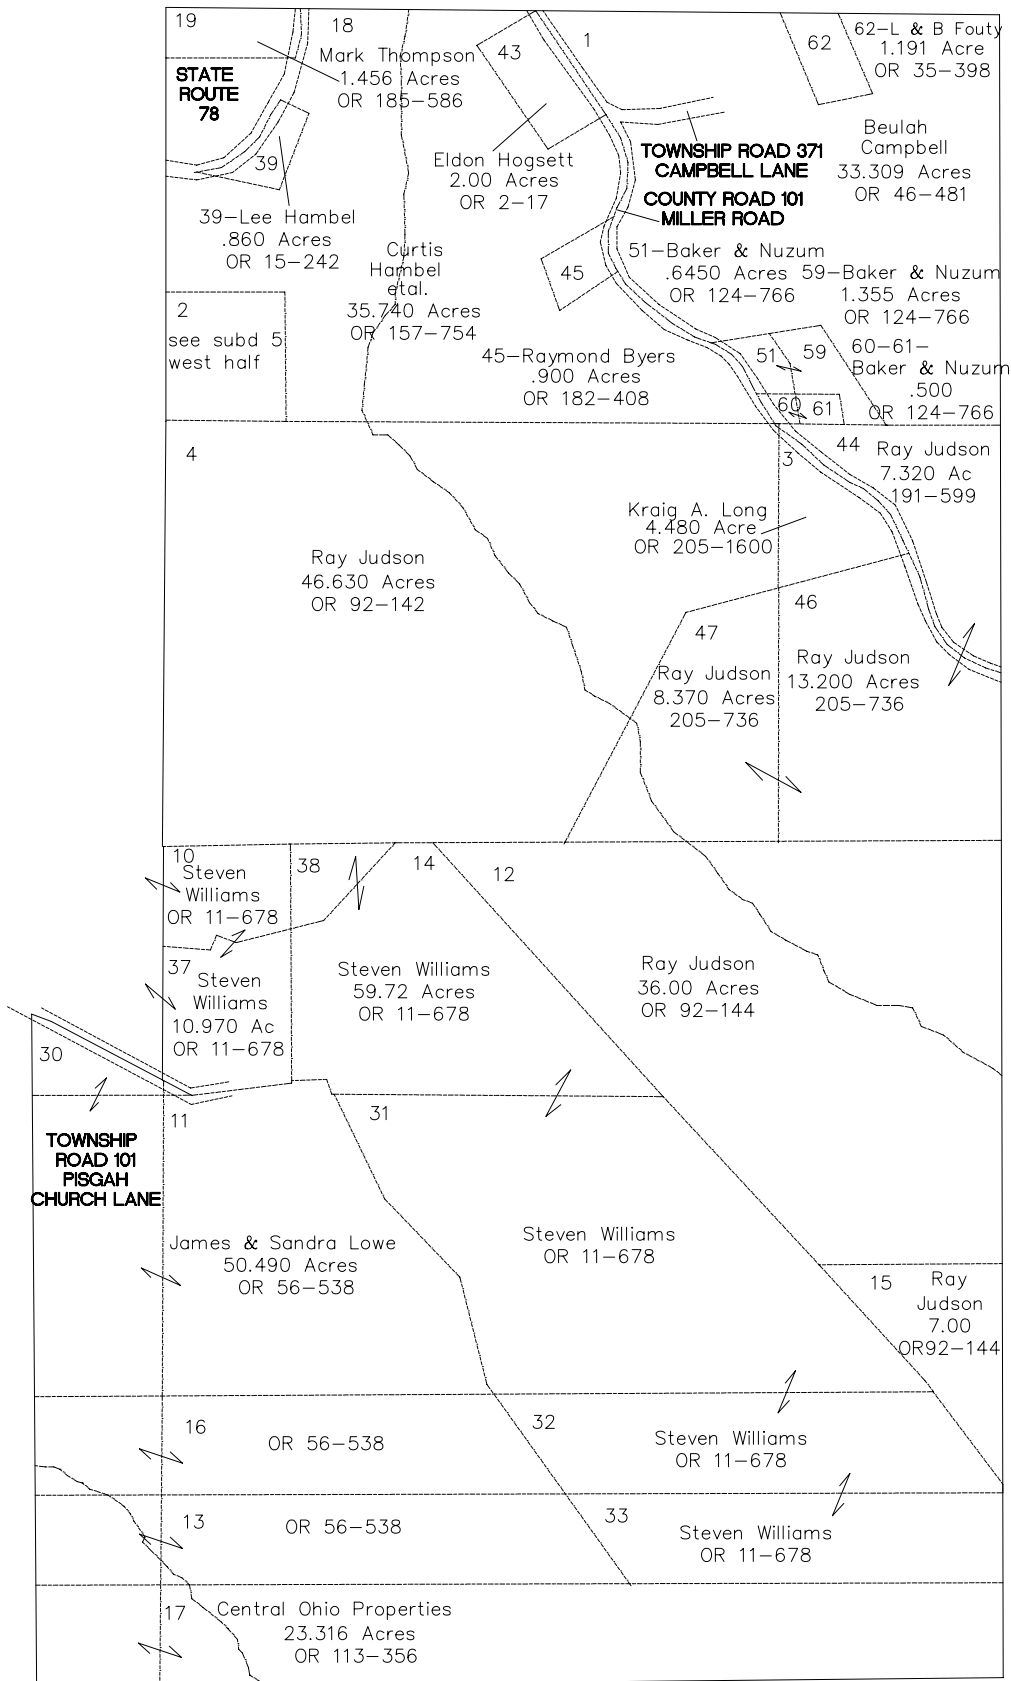 19
18
Mark Thompson
1.456 Acres
OR 185-586
STATE
ROUTE
78
43
1
62
62-L & B Fouty
1.191 Acre
OR 35-398
39
Eldon Hogsett
2.00 Acres
OR 2-17
TOWNSHIP ROAD 371
CAMPBELL LANE
Beulah
Campbell
33.309 Acres
OR 46-481
COUNTY ROAD 101
MILLER ROAD
39-Lee Hambel
.860 Acres
OR 15-242
Curtis
Hambel
etal.
35.740 Acres
OR 157-754
45
51-Baker & Nuzum
.6450 Acres
OR 124-766
59-Baker & Nuzum
1.355 Acres
OR 124-766
2
see subd 5
west half
45-Raymond Byers
.900 Acres
OR 182-408
51
59
60-61-
Baker & Nuzum
.500
OR 124-766
60
61
4
3
44
Ray Judson
7.320 Ac
191-599
Kraig A. Long
4.480 Acre
OR 205-1600
Ray Judson
46.630 Acres
OR 92-142
46
47
Ray Judson
8.370 Acres
205-736
Ray Judson
13.200 Acres
205-736
10
Steven
Williams
OR 11-678
38
14
12
37
Steven
Williams
10.970 Ac
OR 11-678
Steven Williams
59.72 Acres
OR 11-678
Ray Judson
36.00 Acres
OR 92-144
30
11
31
TOWNSHIP
ROAD 101
PISGAH
CHURCH LANE
James & Sandra Lowe
50.490 Acres
OR 56-538
Steven Williams
OR 11-678
15
Ray
Judson
7.00
OR92-144
16
OR 56-538
32
Steven Williams
OR 11-678
13
OR 56-538
33
Steven Williams
OR 11-678
17
Central Ohio Properties
23.316 Acres
OR 113-356